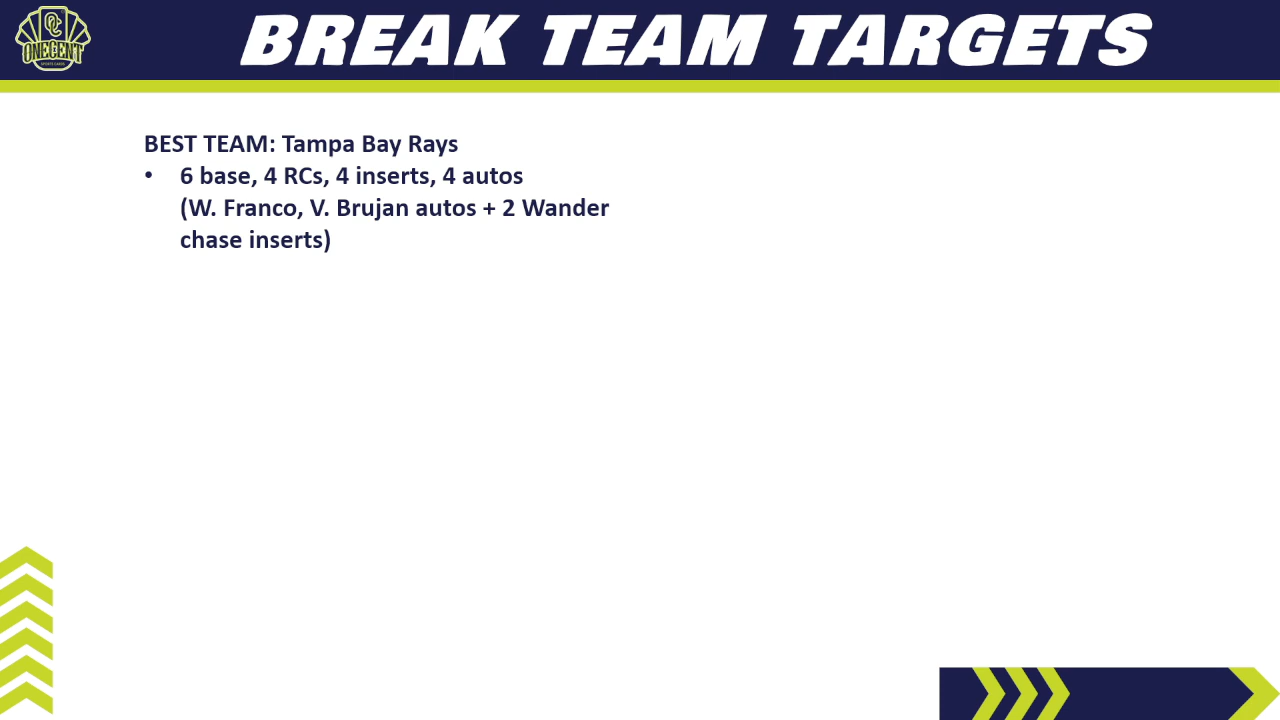 BREAK TEAM TARGETS
ONEGENT
SPORTS CARDS
BEST TEAM: Tampa Bay Rays
• 6 base, 4 RCs, 4 inserts, 4 autos
(W. Franco, V. Brujan autos + 2 Wander
chase inserts)